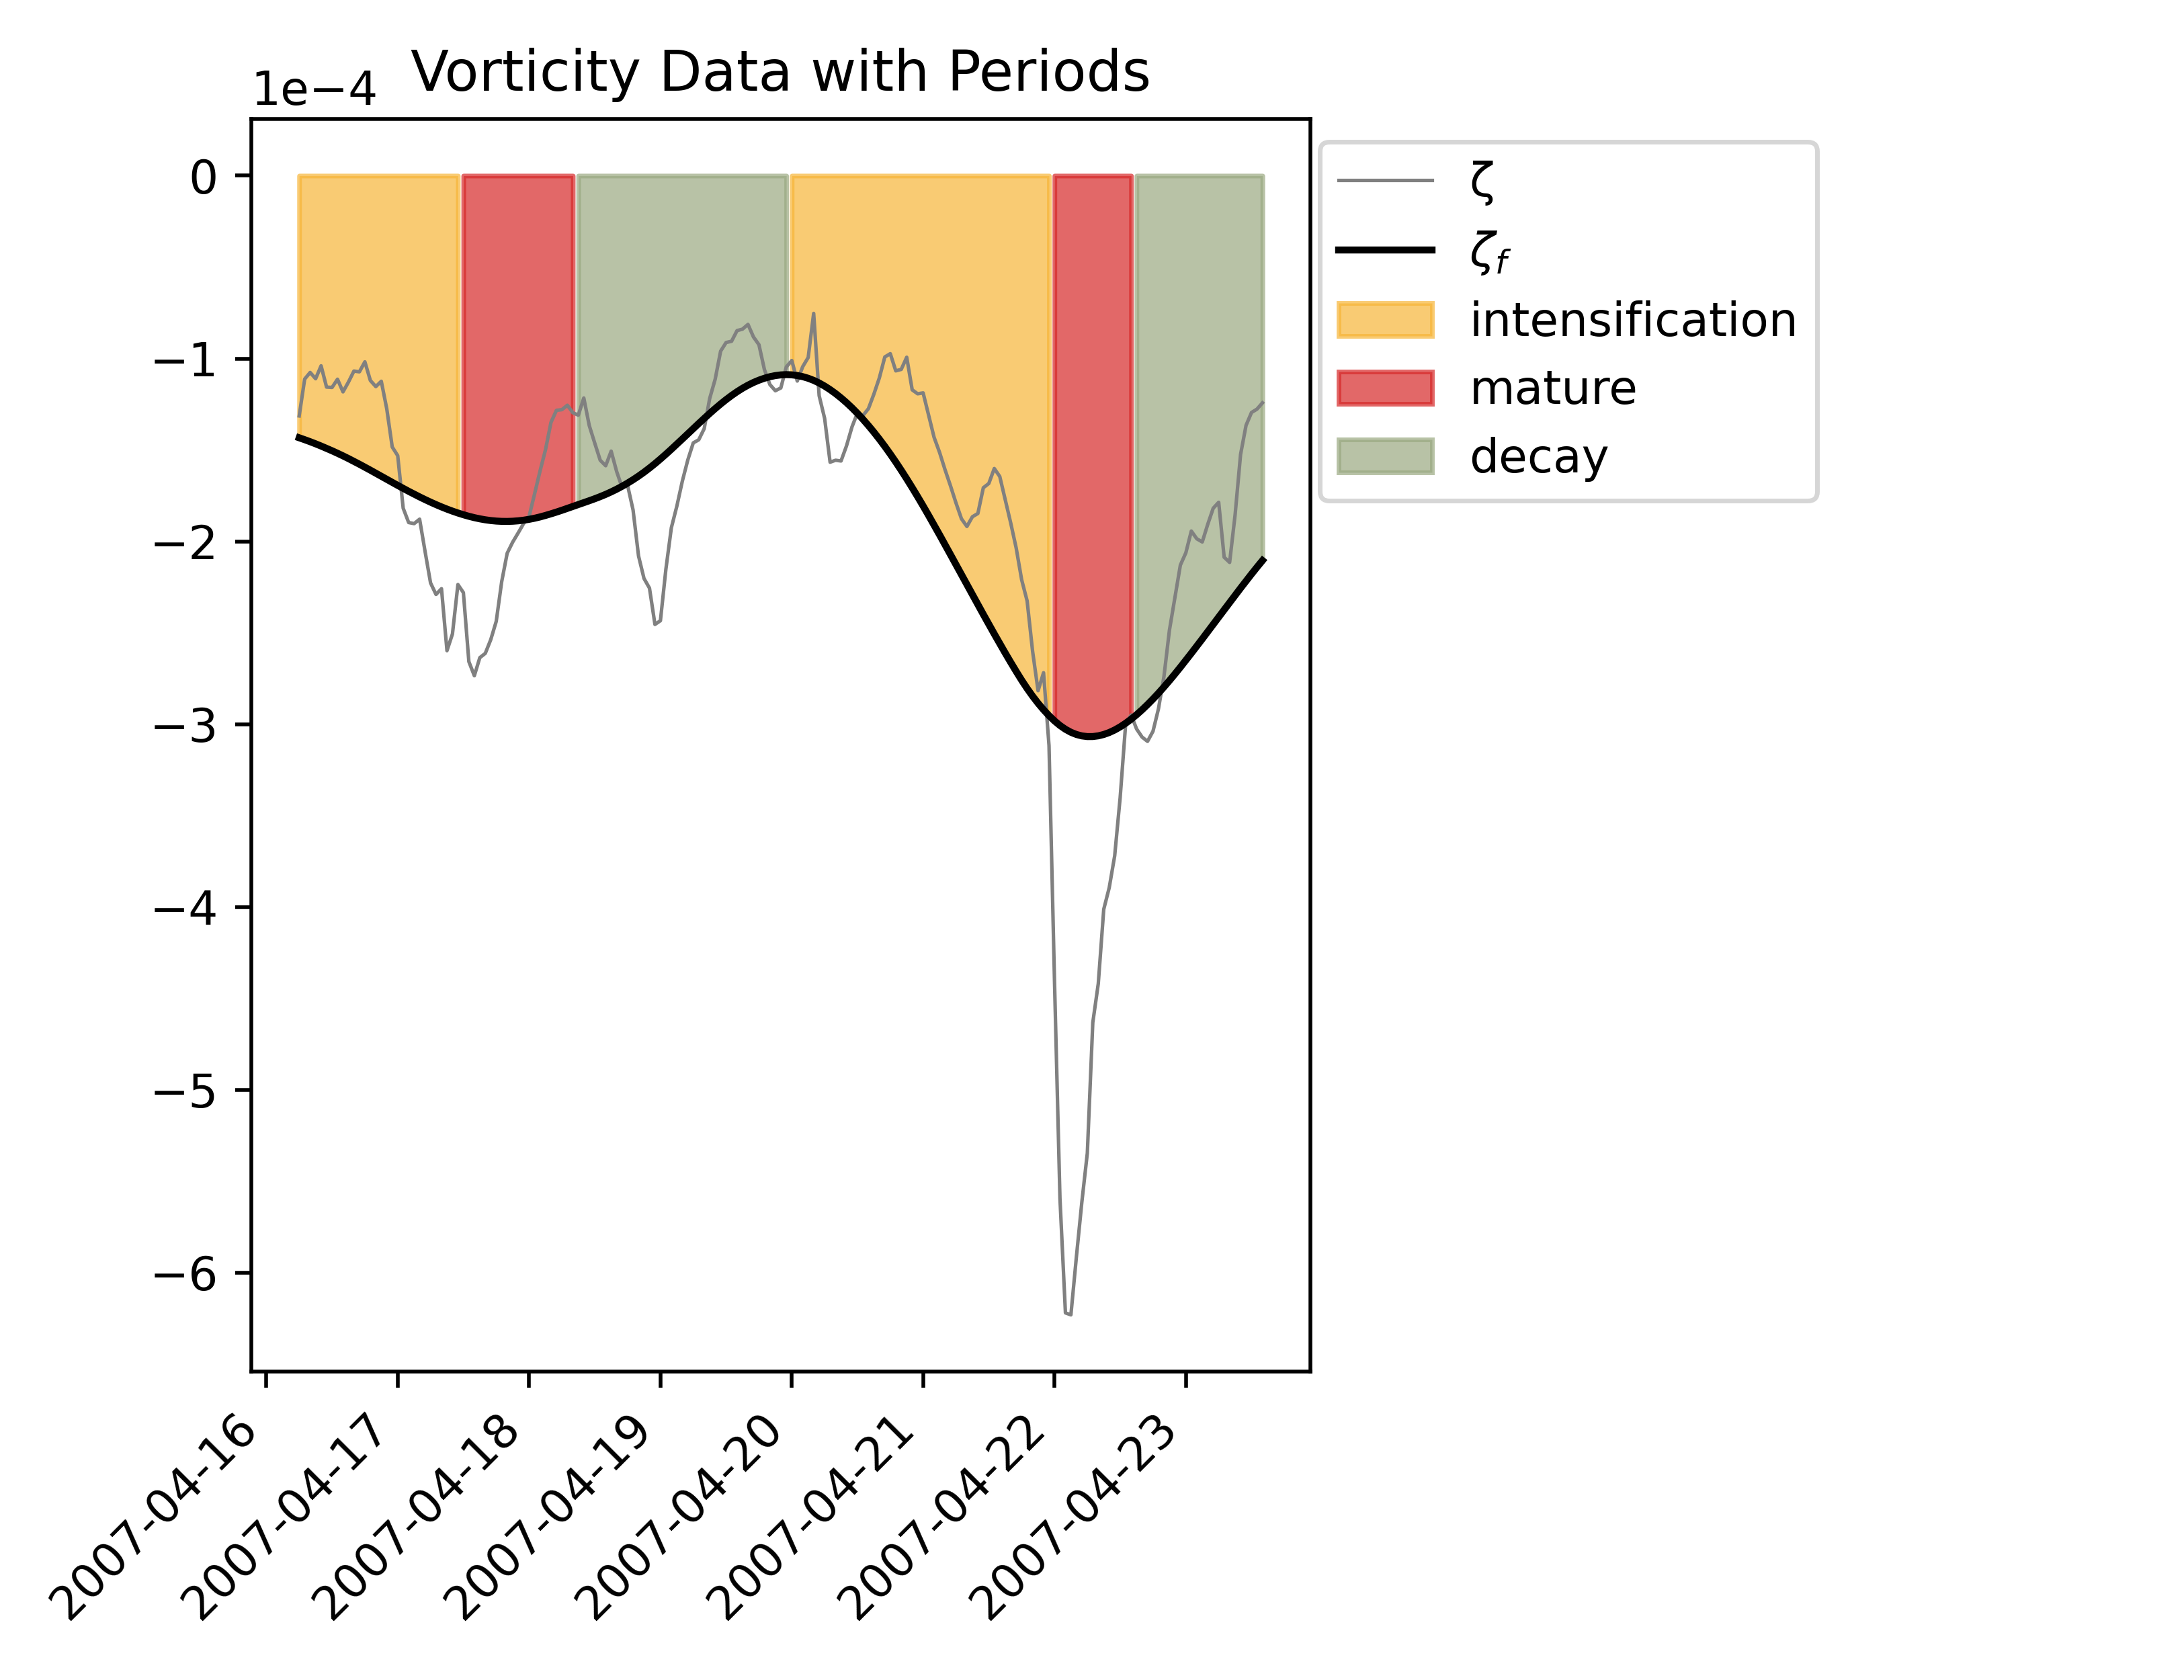 Vorticity Data with Periods
1e−4
0
−1
−2
−3
−4
−5
−6
2007-04-16
2007-04-17
2007-04-18
2007-04-19
2007-04-20
2007-04-21
2007-04-22
2007-04-23
ζ
ζf
intensification
mature
decay